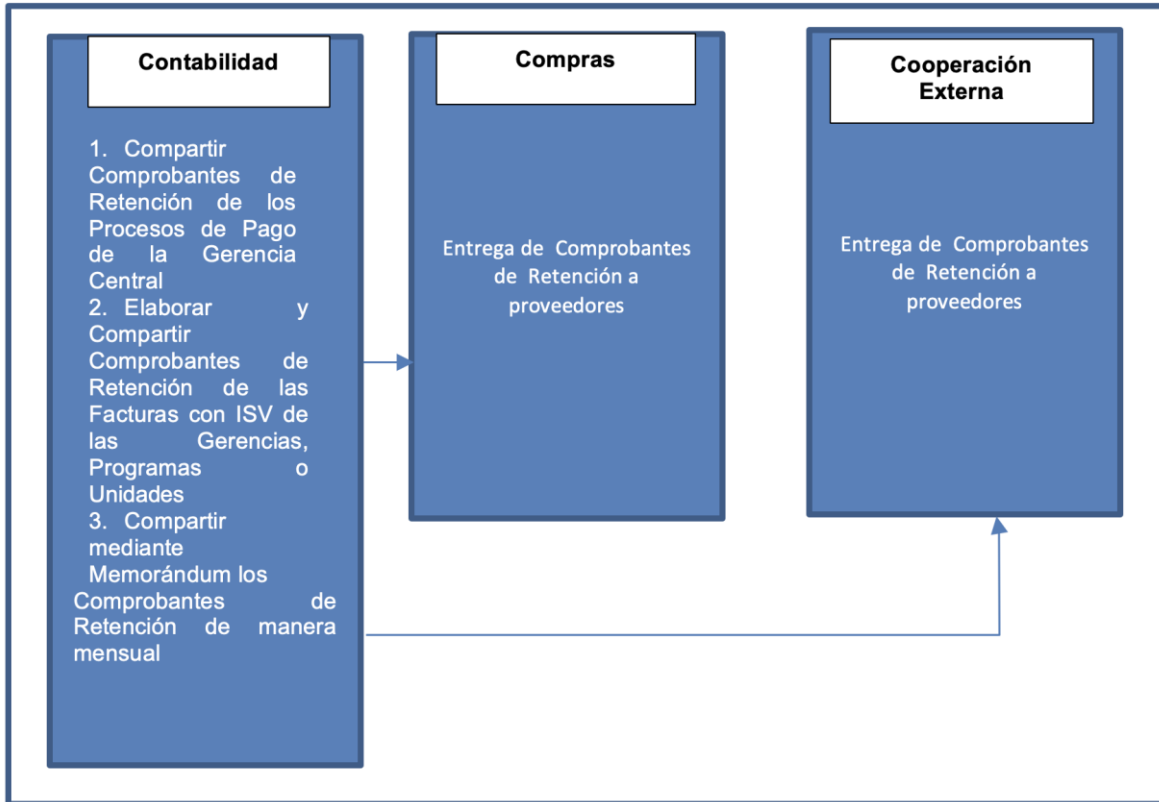 Contabilidad
1. Compartir
Comprobantes de
Retención de los
Procesos de Pago
de la Gerencia
Central
2. Elaborar y
Compartir
Comprobantes de
Retención de las
Facturas con ISV de
las Gerencias,
Programas o
Unidades
3. Compartir
mediante
Memorándum los
Comprobantes de
Retención de manera
mensual
Compras
Entrega de Comprobantes
de Retención a
proveedores
Cooperación
Externa
Entrega de Comprobantes
de Retención a
proveedores